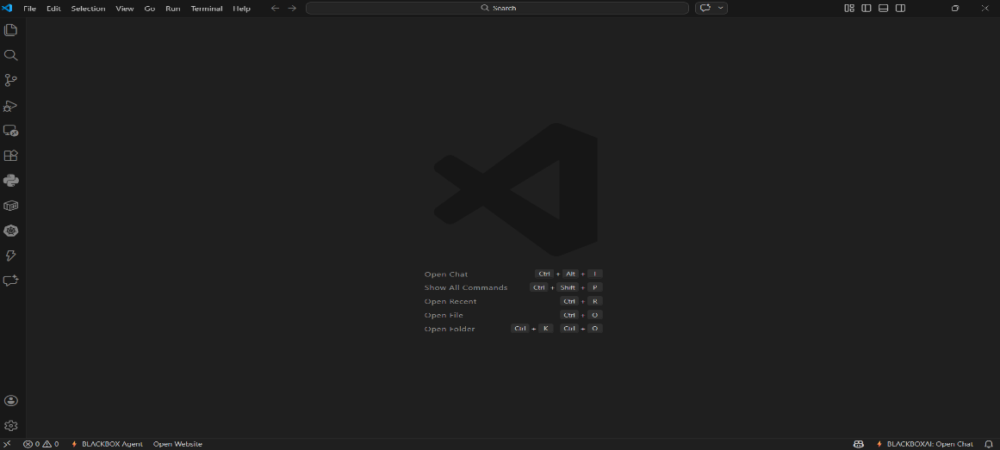 File Edit Selection View Go Run Terminal Help Search
Open Chat Ctrl + Alt + I
Show All Commands Ctrl + Shift + P
Open Recent Ctrl + R
Open File Ctrl + O
Open Folder Ctrl + K Ctrl + O
0 0 BLACKBOX Agent Open Website BLACKBOXAI: Open Chat